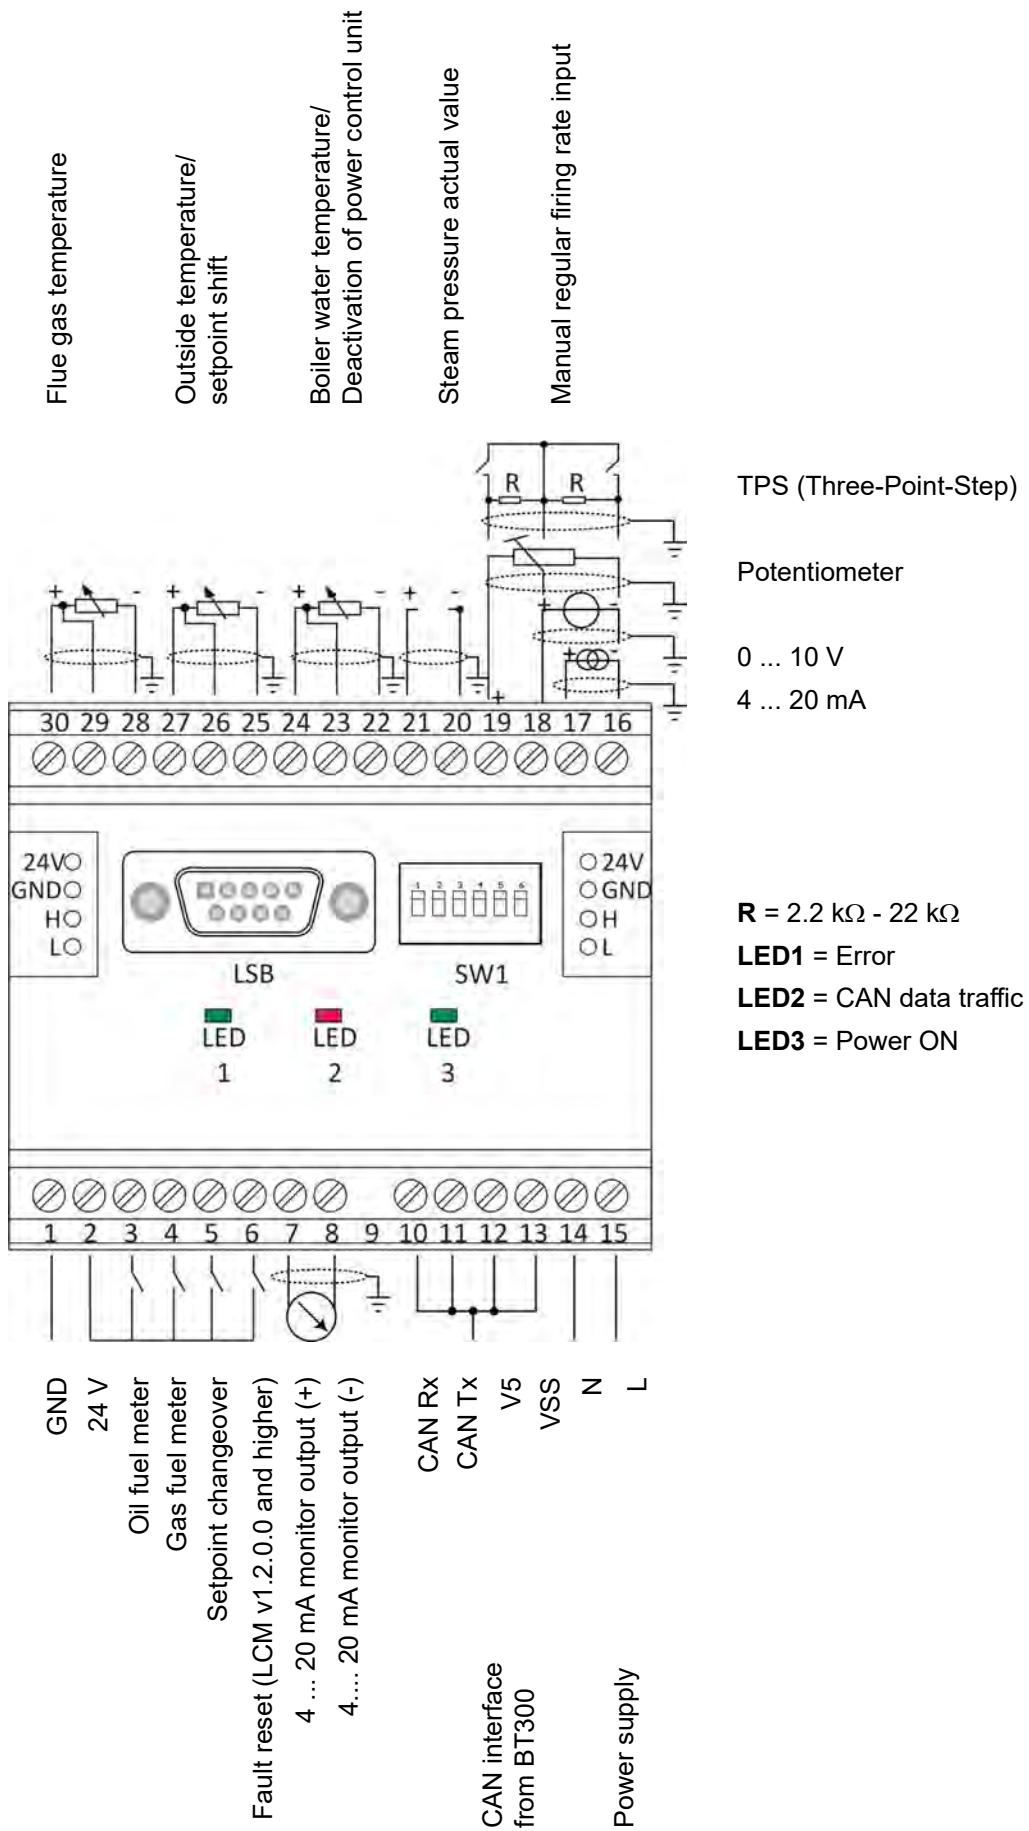 Flue gas temperature
Outside temperature/
setpoint shift
Boiler water temperature/
Deactivation of power control unit
Steam pressure actual value
Manual regular firing rate input
R R
TPS (Three-Point-Step)
Potentiometer
0 ... 10 V
4 ... 20 mA
+ - + - + - + - + - + - +
30 29 28 27 26 25 24 23 22 21 20 19 18 17 16
24V
GND
H
L
LSB
1 2 3 4 5 6
SW1
24V
GND
H
L
LED
1
LED
2
LED
3
R = 2.2 kΩ - 22 kΩ
LED1 = Error
LED2 = CAN data traffic
LED3 = Power ON
1 2 3 4 5 6 7 8 9 10 11 12 13 14 15
GND
24 V
Oil fuel meter
Gas fuel meter
Setpoint changeover
Fault reset (LCM v1.2.0.0 and higher)
4 ... 20 mA monitor output (+)
4.... 20 mA monitor output (-)
CAN Rx
CAN Tx
V5
VSS
N
L
CAN interface
from BT300
Power supply